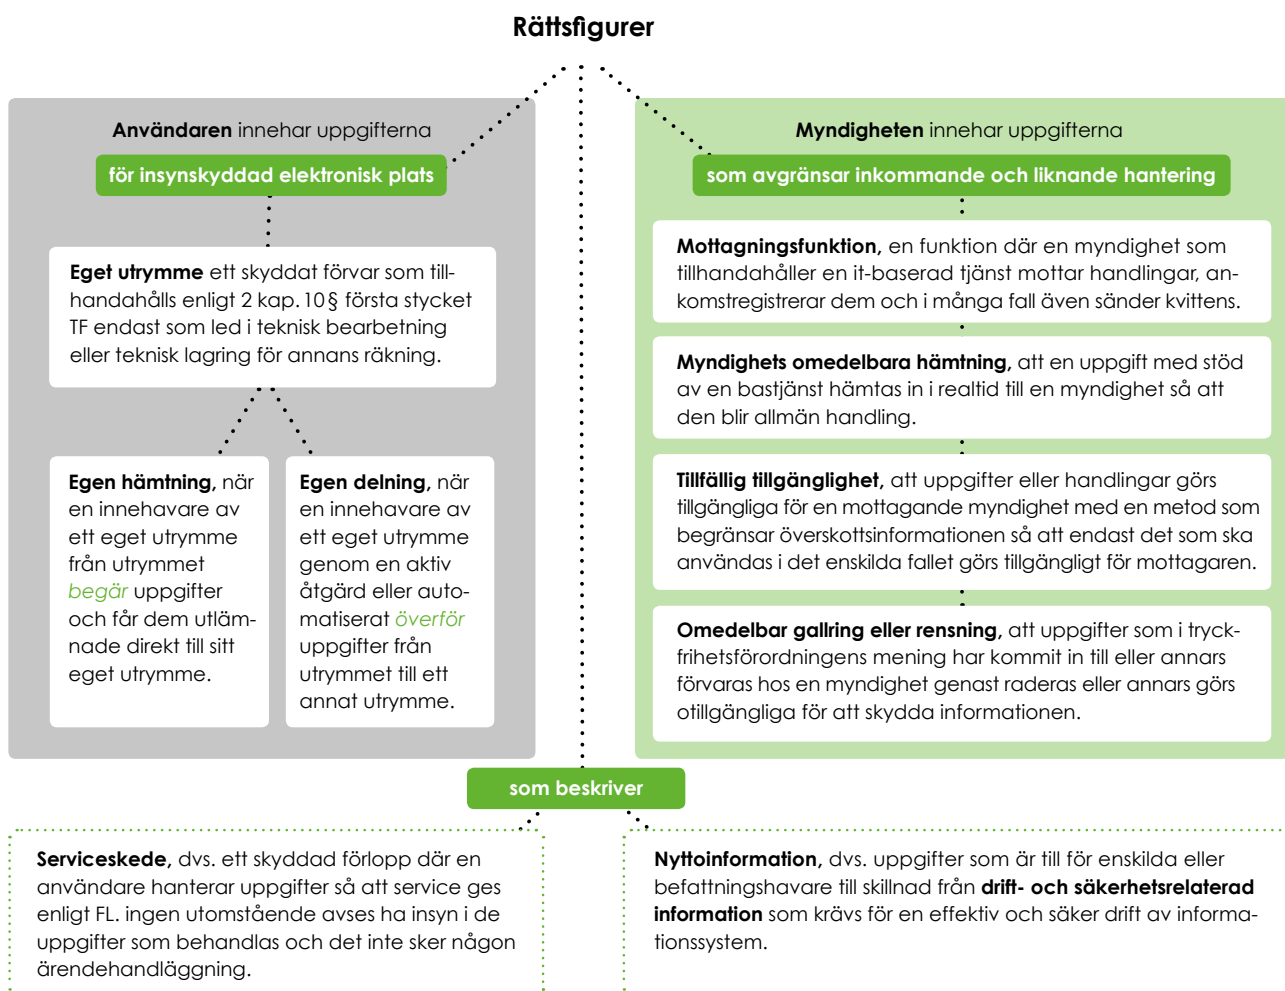 Rättsfigurer
Användaren innehar uppgifterna
för insynskyddad elektronisk plats
Eget utrymme ett skyddat förvar som till-
handahålls enligt 2 kap. 10 § första stycket
TF endast som led i teknisk bearbetning
eller teknisk lagring för annans räkning.
Egen hämtning, när
en innehavare av
ett eget utrymme
från utrymmet
begär uppgifter
och får dem utläm-
nade direkt till sitt
eget utrymme.
Egen delning, när
en innehavare av
ett eget utrymme
genom en aktiv
åtgärd eller auto-
matiserat överför
uppgifter från
utrymmet till ett
annat utrymme.
Myndigheten innehar uppgifterna
som avgränsar inkommande och liknande hantering
Mottagningsfunktion, en funktion där en myndighet som
tillhandahåller en it-baserad tjänst mottar handlingar, an-
komstregistrerar dem och i många fall även sänder kvittens.
Myndighets omedelbara hämtning, att en uppgift med stöd
av en bastjänst hämtas in i realtid till en myndighet så att
den blir allmän handling.
Tillfällig tillgänglighet, att uppgifter eller handlingar görs
tillgängliga för en mottagande myndighet med en metod som
begränsar överskottsinformationen så att endast det som ska
användas i det enskilda fallet görs tillgängligt för mottagaren.
Omedelbar gallring eller rensning, att uppgifter som i tryck-
frihetsförordningens mening har kommit in till eller annars
förvaras hos en myndighet genast raderas eller annars görs
otillgängliga för att skydda informationen.
som beskriver
Serviceskede, dvs. ett skyddad förlopp där en
användare hanterar uppgifter så att service ges
enligt FL. ingen utomstående avses ha insyn i de
uppgifter som behandlas och det inte sker någon
ärendehandläggning.
Nyttoinformation, dvs. uppgifter som är till för enskilda eller
befattningshavare till skillnad från drift- och säkerhetsrelaterad
information som krävs för en effektiv och säker drift av informa-
tionssystem.